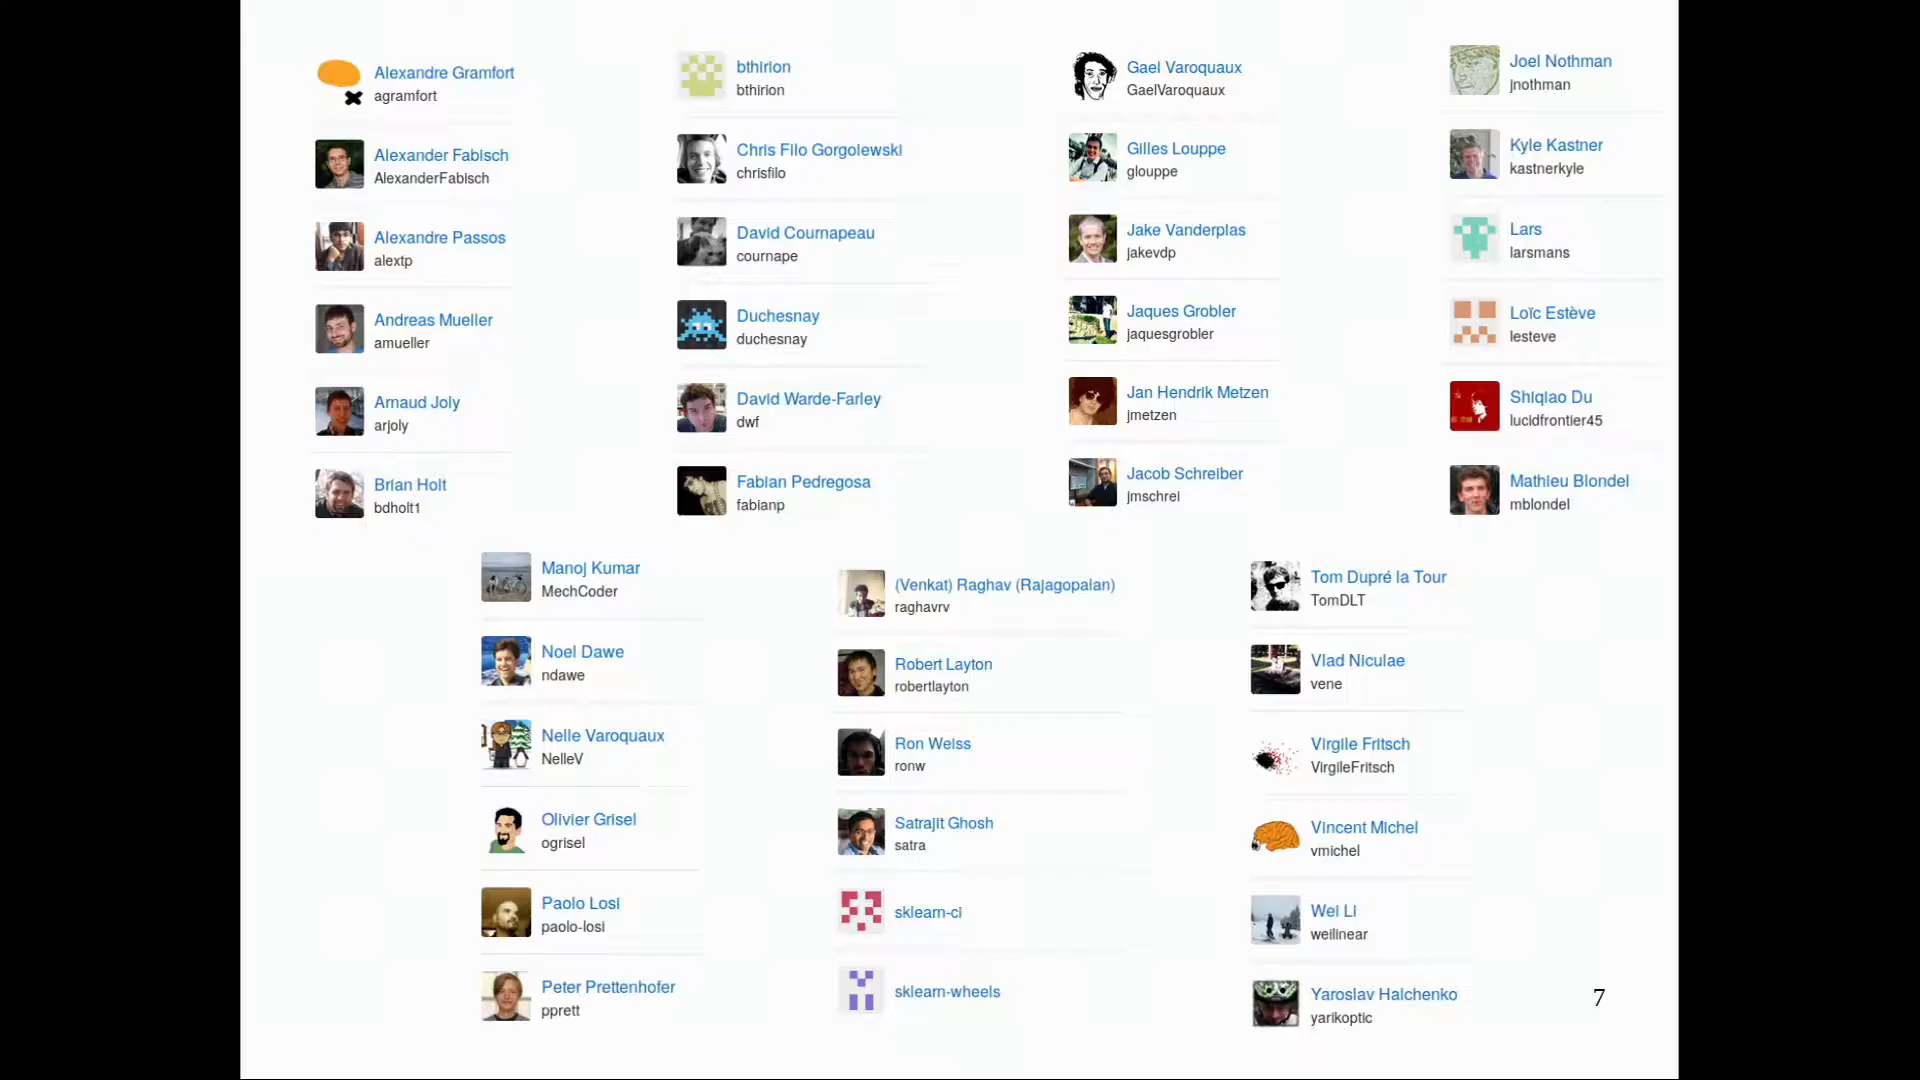 Alexandre Gramfort
agramfort
Alexander Fabisch
AlexanderFabisch
Alexandre Passos
alextp
Andreas Mueller
amueller
Arnaud Joly
arjoly
Brian Holt
bdholt1
bthirion
bthirion
Chris Filo Gorgolewski
chrisfilo
David Cournapeau
cournape
Duchesnay
duchesnay
David Warde-Farley
dwf
Fabian Pedregosa
fabianp
Gael Varoquaux
GaelVaroquaux
Gilles Louppe
glouppe
Jake Vanderplas
jakevdp
Jaques Grobler
jaquesgrobler
Jan Hendrik Metzen
jmetzen
Jacob Schreiber
jmschrei
Joel Nothman
jnothman
Kyle Kastner
kastnerkyle
Lars
larsmans
Loïc Estève
lesteve
Shiqiao Du
lucidfrontier45
Mathieu Blondel
mblondel
Manoj Kumar
MechCoder
Noel Dawe
ndawe
Nelle Varoquaux
NelleV
Olivier Grisel
ogrisel
Paolo Losi
paolo-losi
Peter Prettenhofer
pprett
(Venkat) Raghav (Rajagopalan)
raghavrv
Robert Layton
robertlayton
Ron Weiss
ronw
Satrajit Ghosh
satra
sklearn-ci
sklearn-wheels
Tom Dupré la Tour
TomDLT
Vlad Niculae
vene
Virgile Fritsch
VirgileFritsch
Vincent Michel
vmichel
Wei Li
weilinear
Yaroslav Halchenko
yarikoptic
7